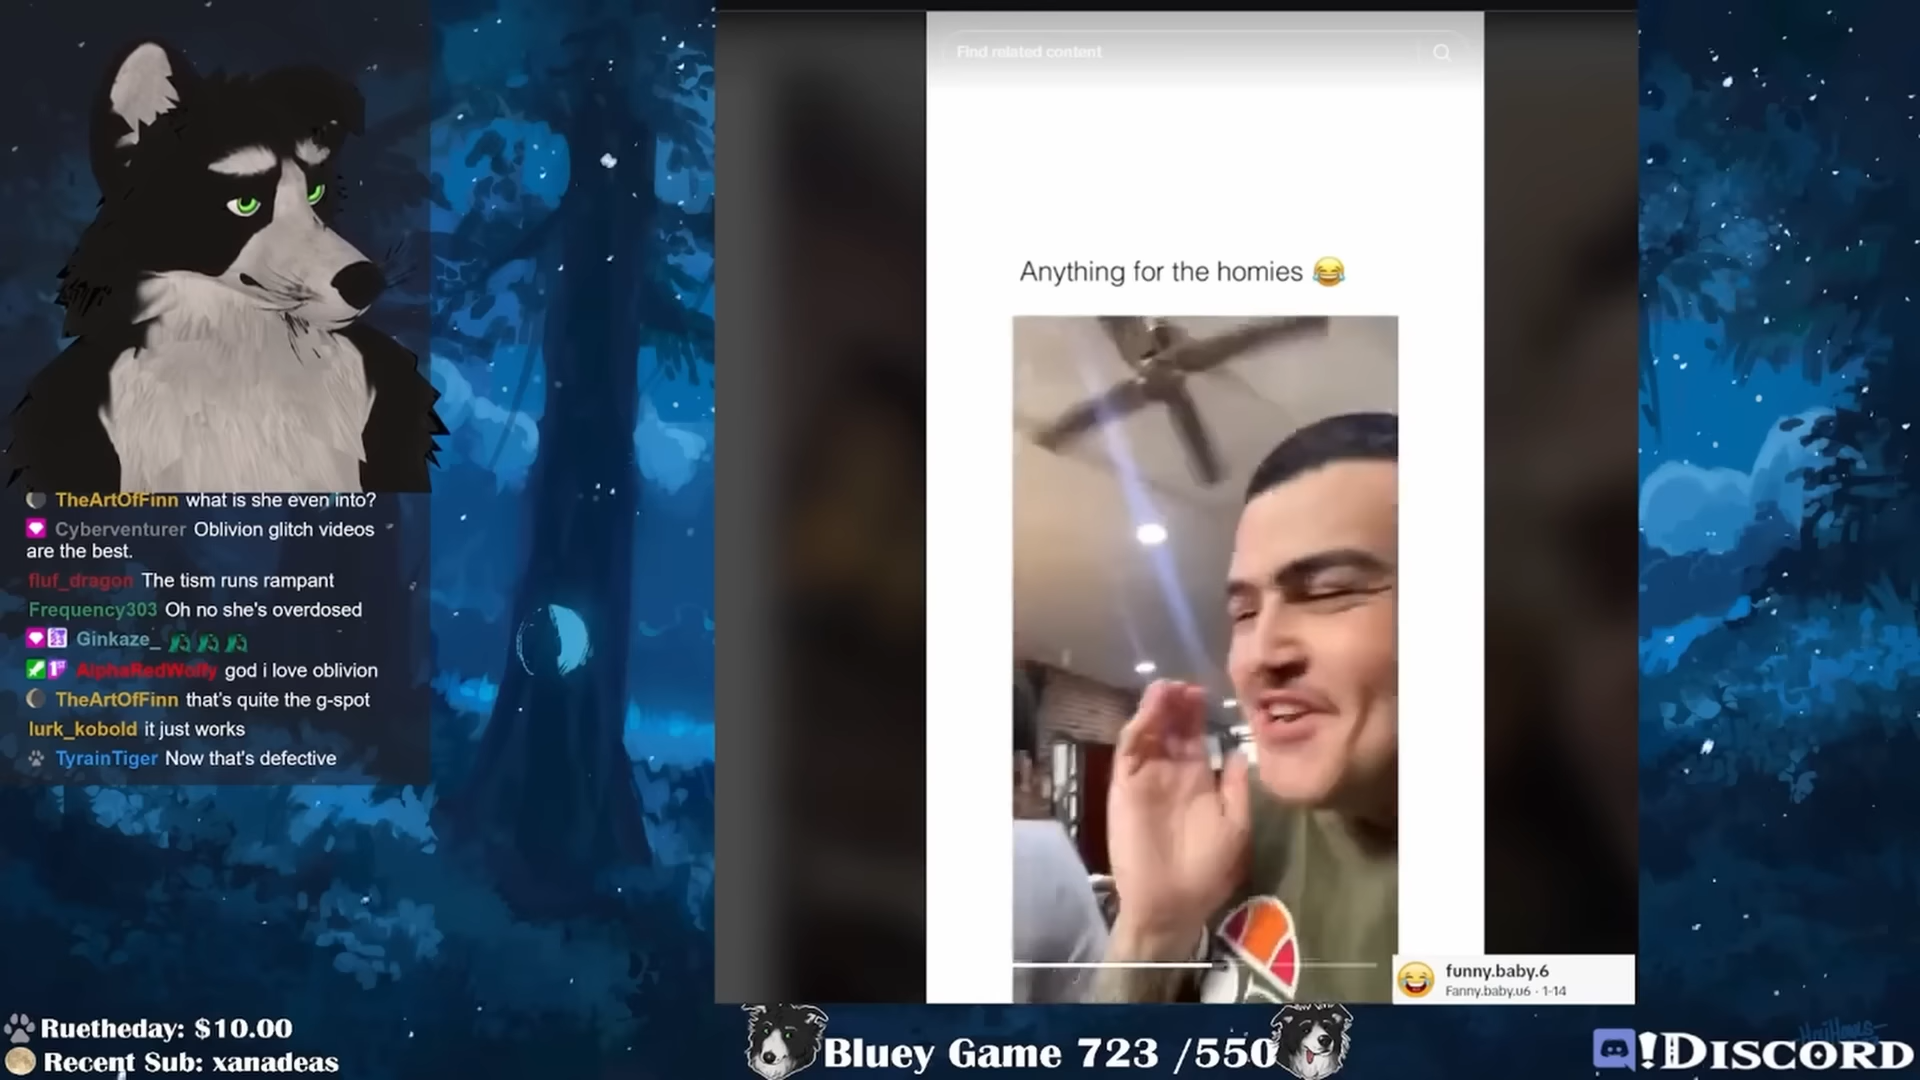 Find related content
Anything for the homies 😂
TheArtOfFinn what is she even into?
Cyberventurer Oblivion glitch videos
are the best.
fluf_dragon The tism runs rampant
Frequency303 Oh no she's overdosed
Ginkaze_
AlphaRedWolfy god i love oblivion
TheArtOfFinn that's quite the g-spot
lurk_kobold it just works
TyrainTiger Now that's defective
funny.baby.6
Fanny.baby.u6 · 1-14
Ruetheday: $10.00
Recent Sub: xanadeas
Bluey Game 723 /550
!Discord